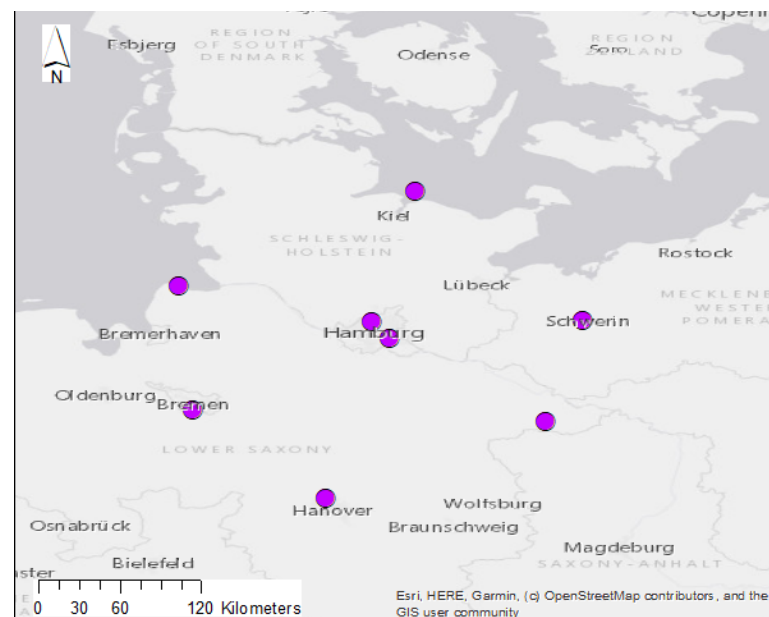 Esbjerg
REGION
OF SOUTH
DENMARK
Odense
REGION
Soro
N
Kiel
SCHLESWIG-
HOLSTEIN
Rostock
Lübeck
MECKLENB
WESTER
POMERA
Schwerin
Hamburg
Bremerhaven
Oldenburg
Bremen
LOWER SAXONY
Hanover
Wolfsburg
Braunschweig
Osnabrück
Magdeburg
SAXONY-ANHALT
Bielefeld
ster
0 30 60 120 Kilometers
Esri, HERE, Garmin, (c) OpenStreetMap contributors, and the
GIS user community